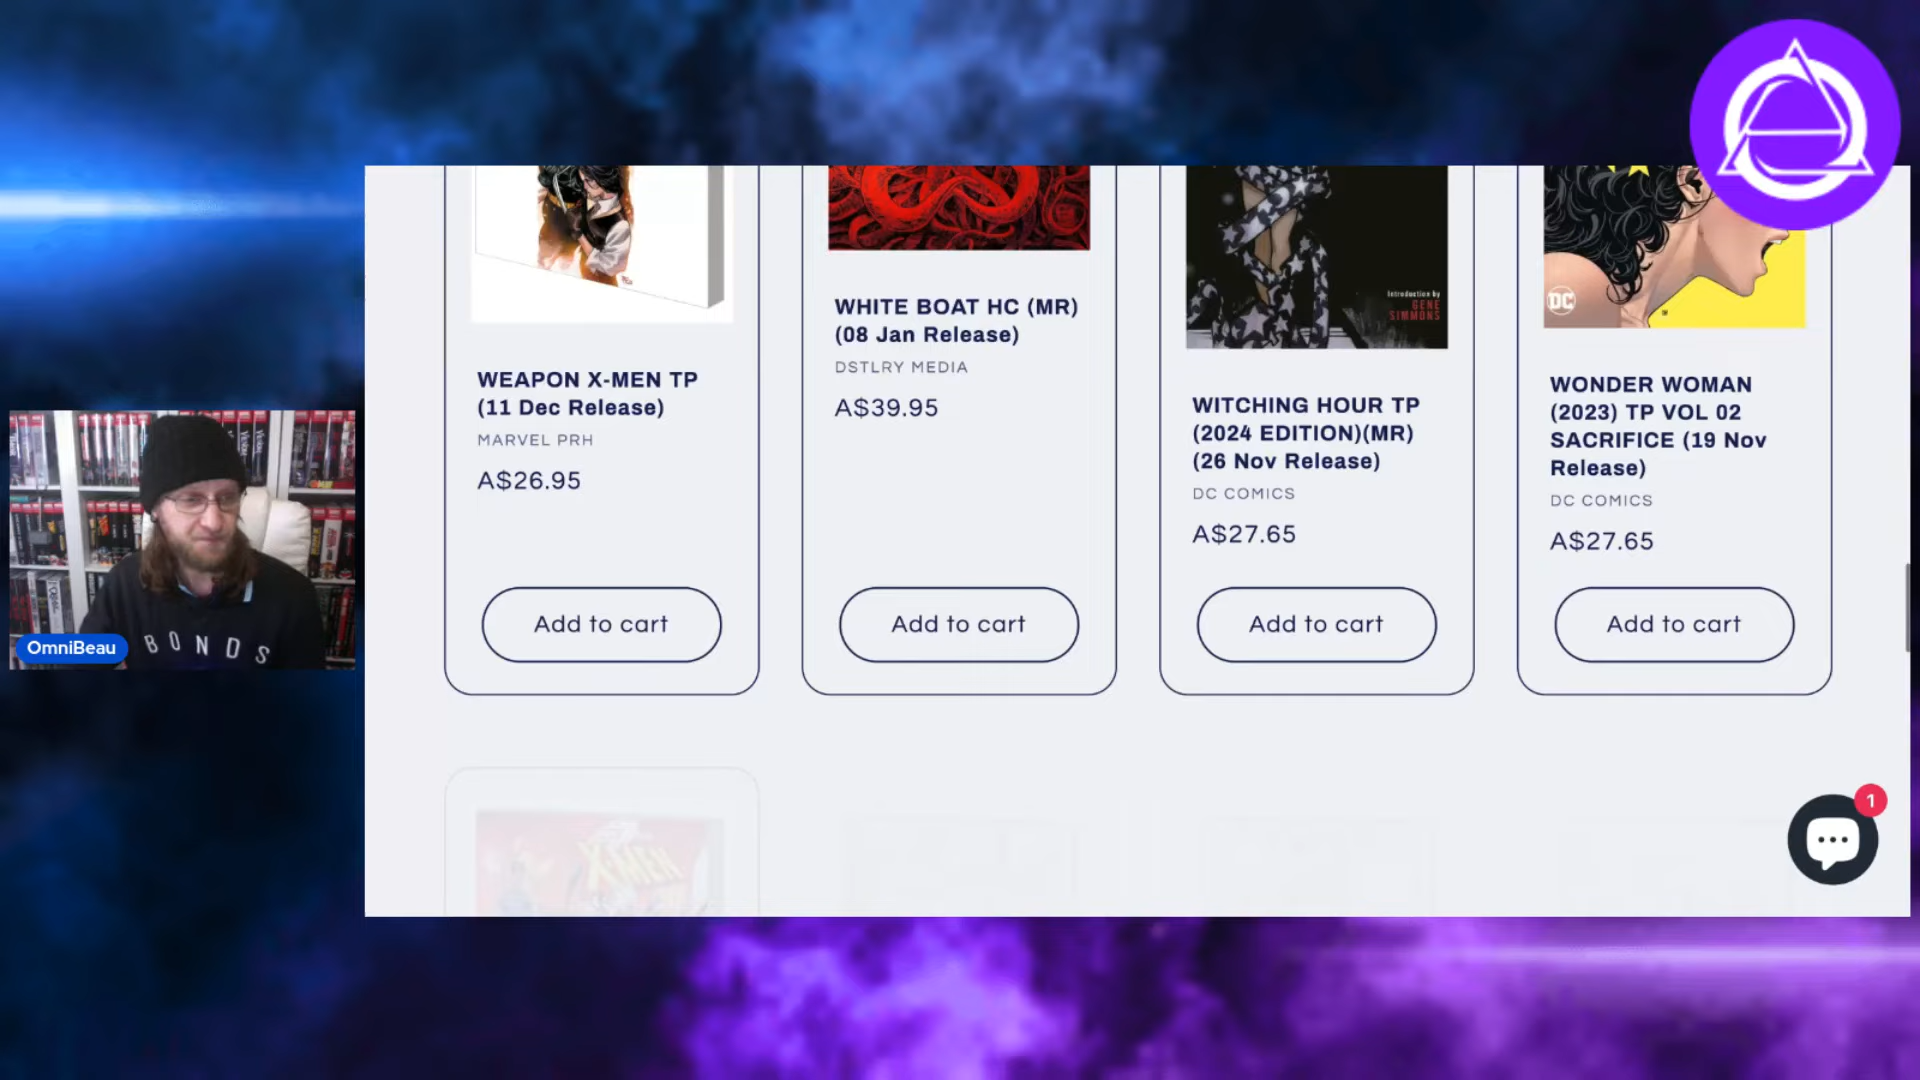 WEAPON X-MEN TP
(11 Dec Release)
MARVEL PRH
A$26.95
Add to cart
WHITE BOAT HC (MR)
(08 Jan Release)
DSTLRY MEDIA
A$39.95
Add to cart
Introduction by
GENE
SIMMONS
WITCHING HOUR TP
(2024 EDITION)(MR)
(26 Nov Release)
DC COMICS
A$27.65
Add to cart
DC
WONDER WOMAN
(2023) TP VOL 02
SACRIFICE (19 Nov
Release)
DC COMICS
A$27.65
Add to cart
BONDS
OmniBeau
X-MEN
1